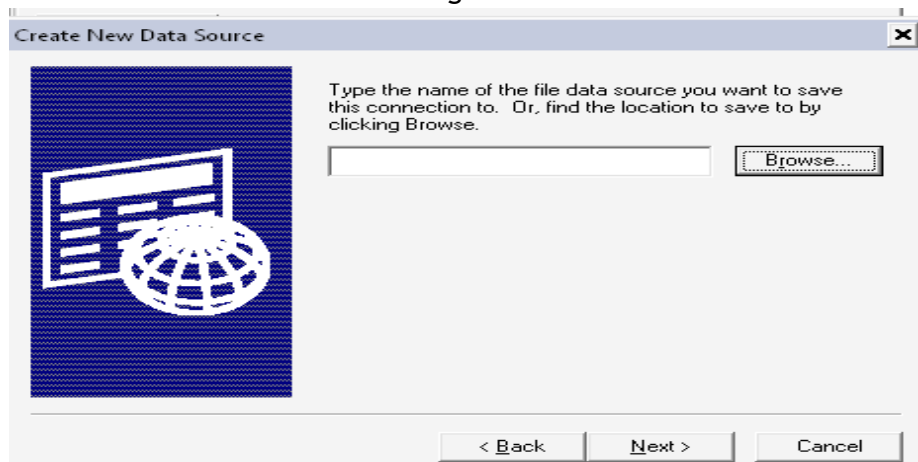 Create New Data Source
Type the name of the file data source you want to save
this connection to. Or, find the location to save to by
clicking Browse.
Browse...
< Back
Next >
Cancel